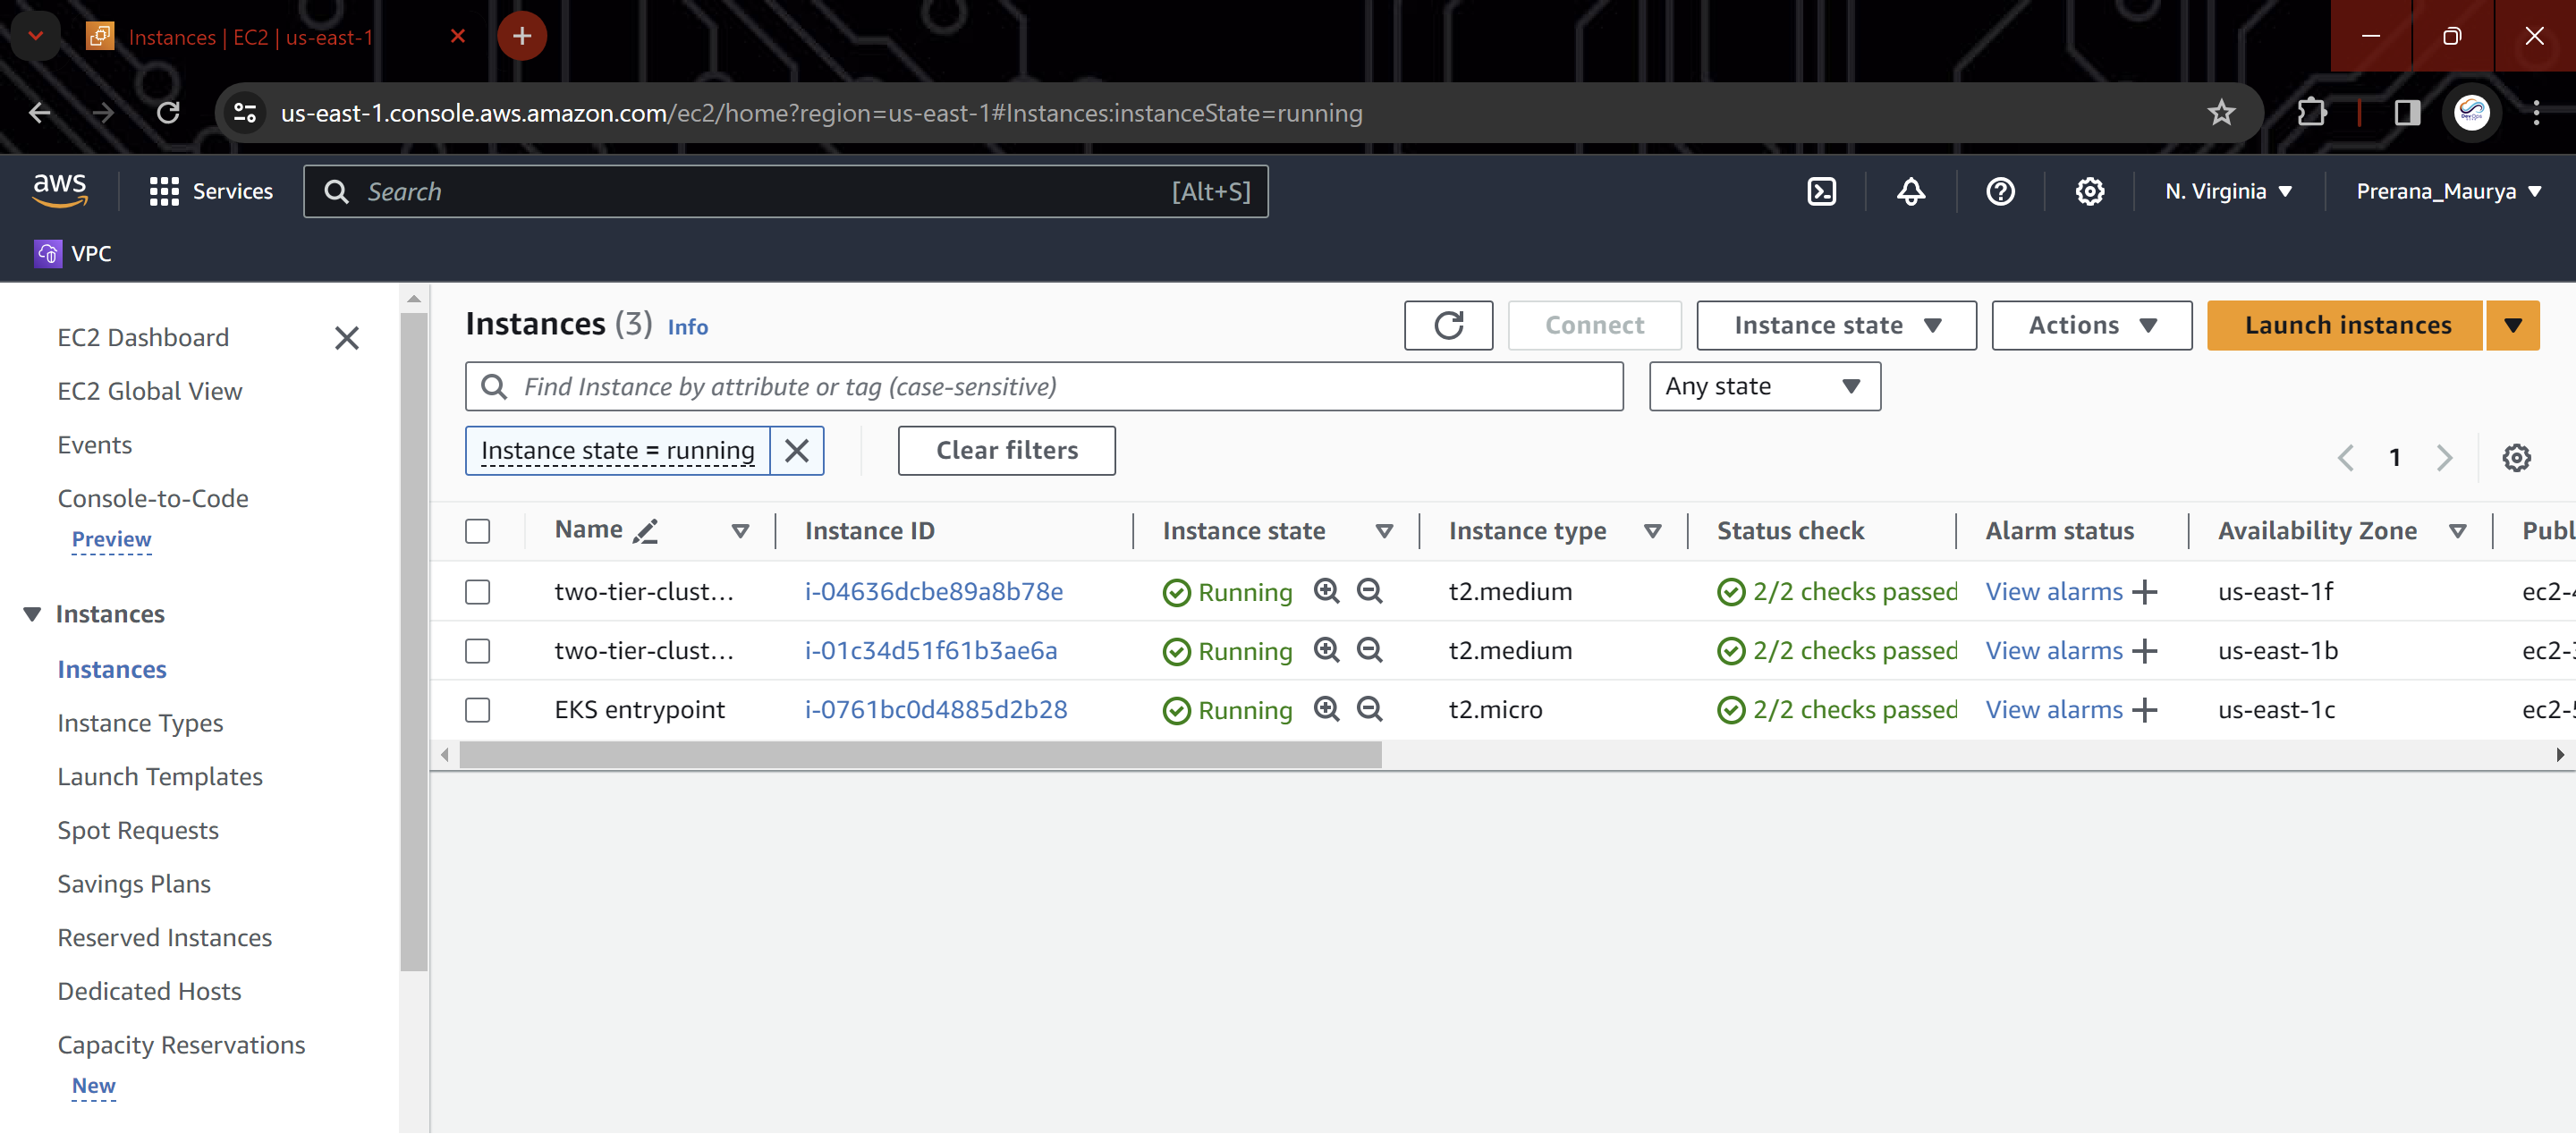 Instances | EC2 | us-east-1
us-east-1.console.aws.amazon.com/ec2/home?region=us-east-1#Instances:instanceState=running
aws Services Search [Alt+S] N. Virginia Prerana_Maurya
VPC
EC2 Dashboard
EC2 Global View
Events
Console-to-Code
Preview
Instances
Instances
Instance Types
Launch Templates
Spot Requests
Savings Plans
Reserved Instances
Dedicated Hosts
Capacity Reservations
New
Instances (3) Info Connect Instance state Actions Launch instances
Find Instance by attribute or tag (case-sensitive) Any state
Instance state = running Clear filters 1
Name Instance ID Instance state Instance type Status check Alarm status Availability Zone Publ
two-tier-clust... i-04636dcbe89a8b78e Running t2.medium 2/2 checks passed View alarms us-east-1f ec2-4
two-tier-clust... i-01c34d51f61b3ae6a Running t2.medium 2/2 checks passed View alarms us-east-1b ec2-3
EKS entrypoint i-0761bc0d4885d2b28 Running t2.micro 2/2 checks passed View alarms us-east-1c ec2-5